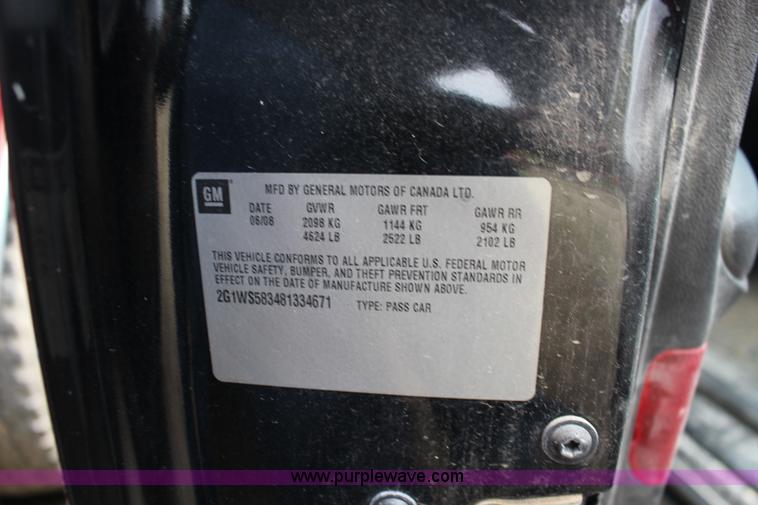 GM MFD BY GENERAL MOTORS OF CANADA LTD.
DATE GVWR GAWR FRT GAWR RR
06/08 2098 KG 1144 KG 954 KG
4624 LB 2522 LB 2102 LB
THIS VEHICLE CONFORMS TO ALL APPLICABLE U.S. FEDERAL MOTOR
VEHICLE SAFETY, BUMPER, AND THEFT PREVENTION STANDARDS IN
EFFECT ON THE DATE OF MANUFACTURE SHOWN ABOVE.
2G1WS583481334671 TYPE: PASS CAR
www.purplewave.com